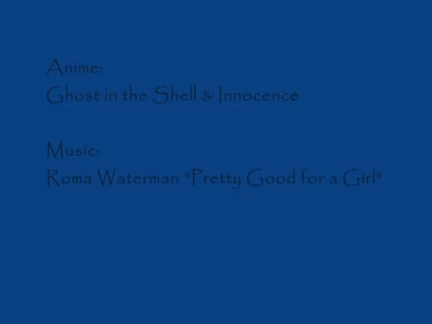 Anime:
Ghost in the Shell & Innocence
Music:
Roma Waterman "Pretty Good for a Girl"